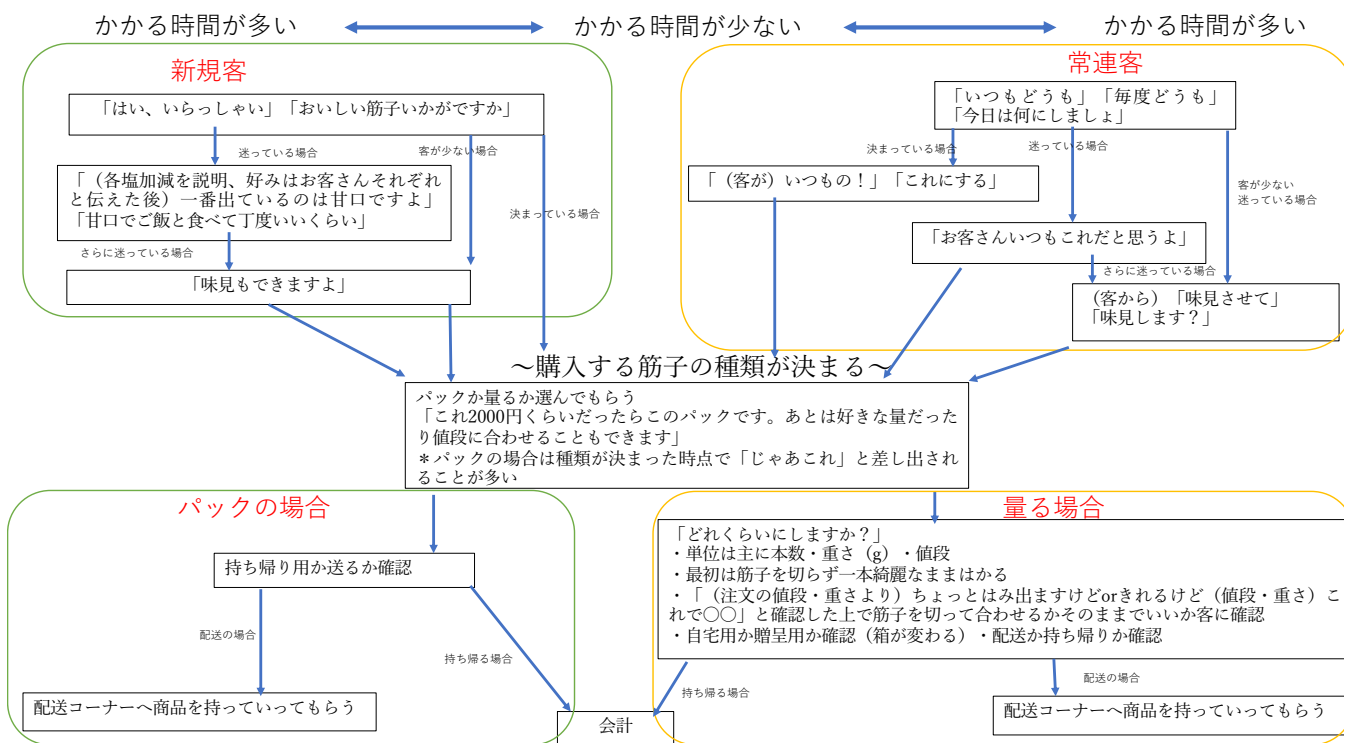 かかる時間が多い
かかる時間が少ない
かかる時間が多い
新規客
「はい、いらっしゃい」「おいしい筋子いかがですか」
迷っている場合
客が少ない場合
決まっている場合
「（各塩加減を説明、好みはお客さんそれぞれ
と伝えた後）一番出ているのは甘口ですよ」
「甘口でご飯と食べて丁度いいくらい」
さらに迷っている場合
「味見もできますよ」
常連客
「いつもどうも」「毎度どうも」
「今日は何にしましょ」
決まっている場合
迷っている場合
客が少ない
迷っている場合
「（客が）いつもの！」「これにする」
「お客さんいつもこれだと思うよ」
さらに迷っている場合
（客から）「味見させて」
「味見します？」
～購入する筋子の種類が決まる～
パックか量るか選んでもらう
「これ2000円くらいだったらこのパックです。あとは好きな量だった
り値段に合わせることもできます」
＊パックの場合は種類が決まった時点で「じゃあこれ」と差し出され
ることが多い
パックの場合
持ち帰り用か送るか確認
配送の場合
持ち帰る場合
配送コーナーへ商品を持っていってもらう
会計
量る場合
「どれくらいにしますか？」
・単位は主に本数・重さ（g）・値段
・最初は筋子を切らず一本綺麗なままはかる
・「（注文の値段・重さより）ちょっとはみ出ますけどorきれるけど（値段・重さ）こ
れで〇〇」と確認した上で筋子を切って合わせるかそのままでいいか客に確認
・自宅用か贈呈用か確認（箱が変わる）・配送か持ち帰りか確認
持ち帰る場合
配送の場合
配送コーナーへ商品を持っていってもらう